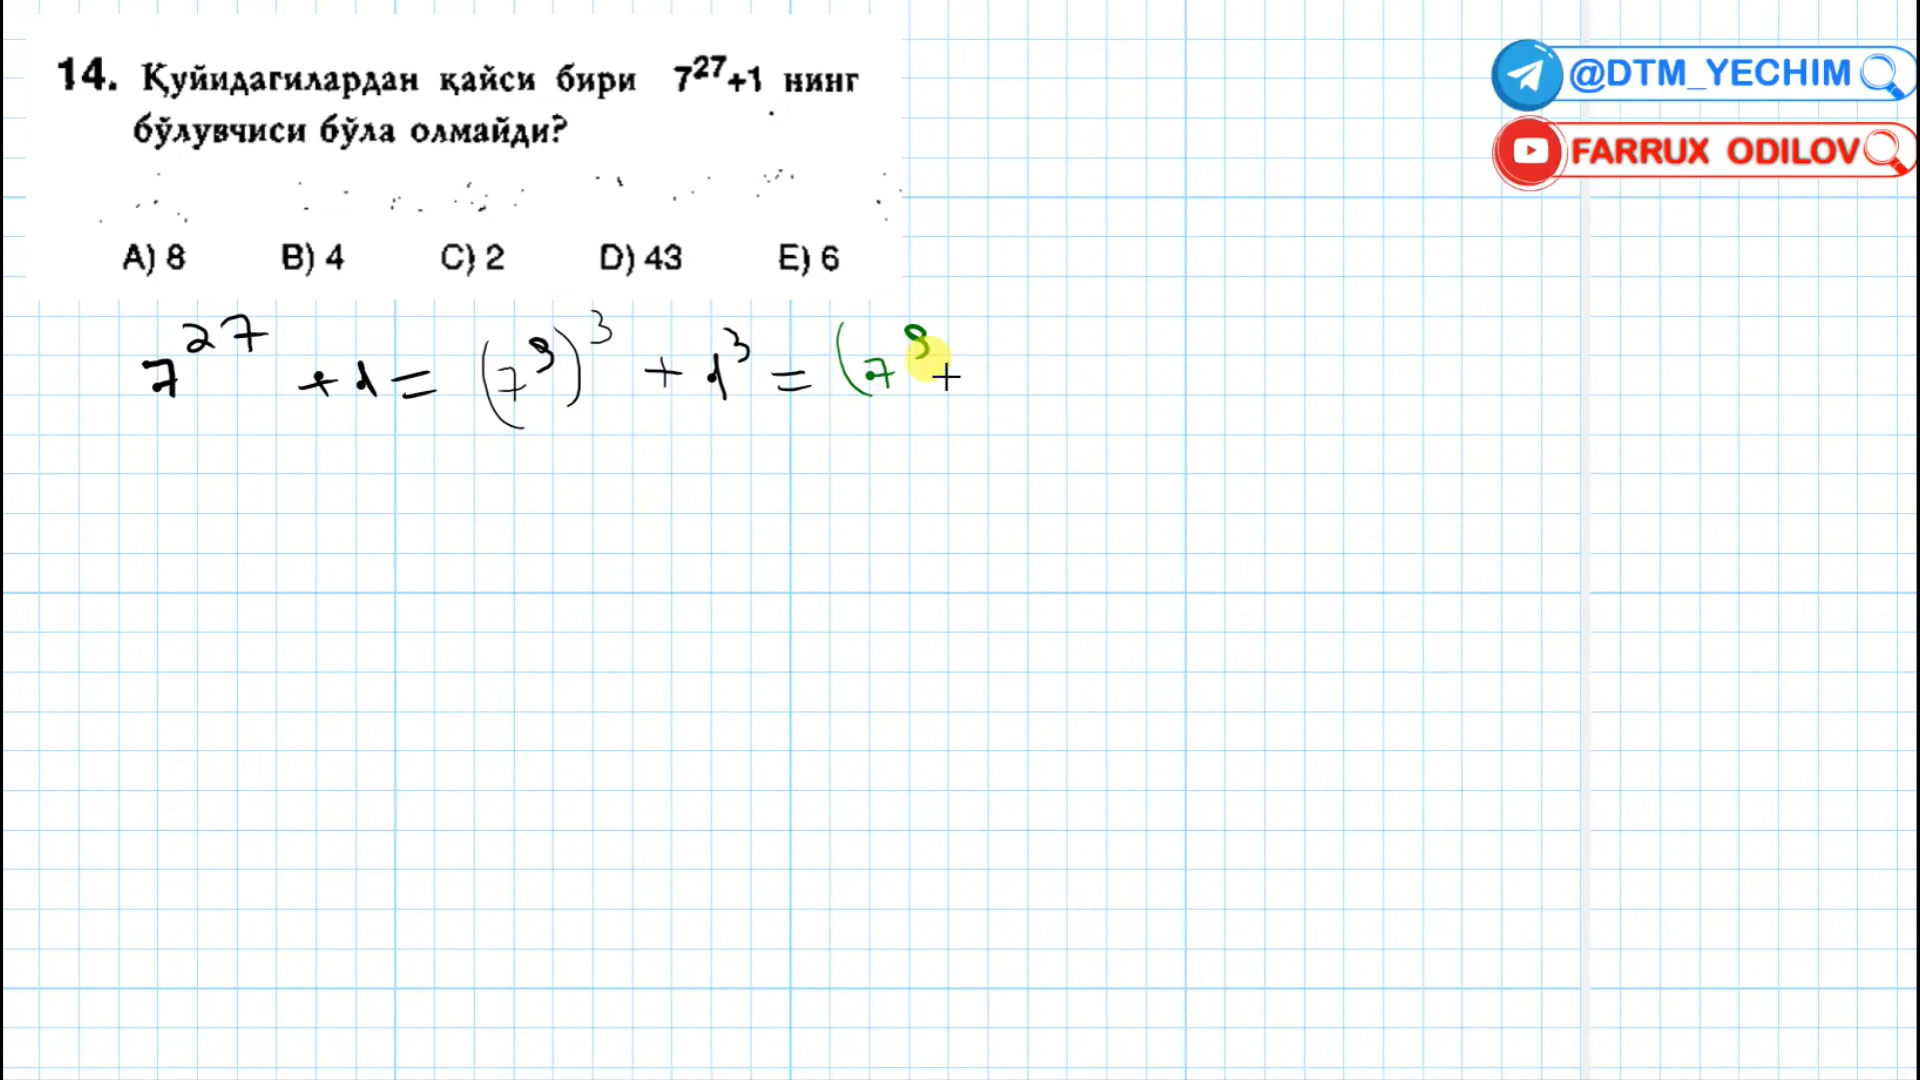 14. Қуйидагилардан қайси бири 7²⁷+1 нинг
бўлувчиси бўла олмайди?
A) 8 B) 4 C) 2 D) 43 E) 6
7²⁷ + 1 = (7⁹)³ + 1³ = (7⁹ +
@DTM_YECHIM
FARRUX ODILOV